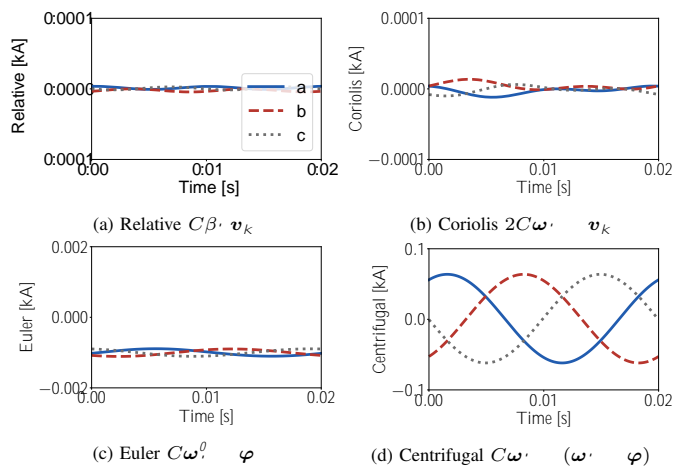 0.0001
Relative [kA]
0.0000
0.0001
0:00
0:01
0:02
Time [s]
a
b
c
(a) Relative Cβ· v_k
0.0001
Coriolis [kA]
0.0000
−0.0001
0.00
0.01
0.02
Time [s]
(b) Coriolis 2Cω· v_k
0.002
Euler [kA]
0.000
−0.002
0.00
0.01
0.02
Time [s]
(c) Euler Cω⁰· φ
0.1
Centrifugal [kA]
0.0
−0.1
0.00
0.01
0.02
Time [s]
(d) Centrifugal Cω· (ω· φ)